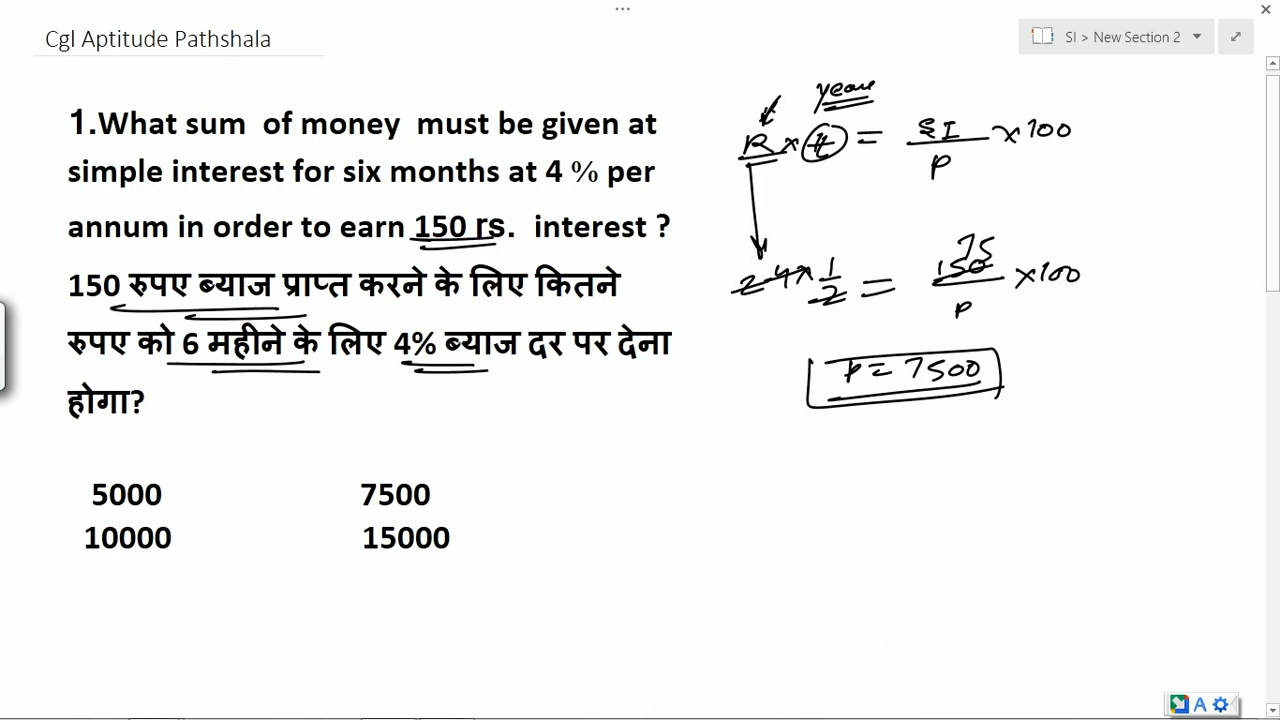 Cgl Aptitude Pathshala
SI > New Section 2
1.What sum of money must be given at
simple interest for six months at 4 % per
annum in order to earn 150 rs. interest ?
150 रुपए ब्याज प्राप्त करने के लिए कितने
रुपए को 6 महीने के लिए 4% ब्याज दर पर देना
होगा?
5000 7500
10000 15000
years
R × t = SI/P × 100
2 4 × 1/2 = 150/P × 100
75
P = 7500
A